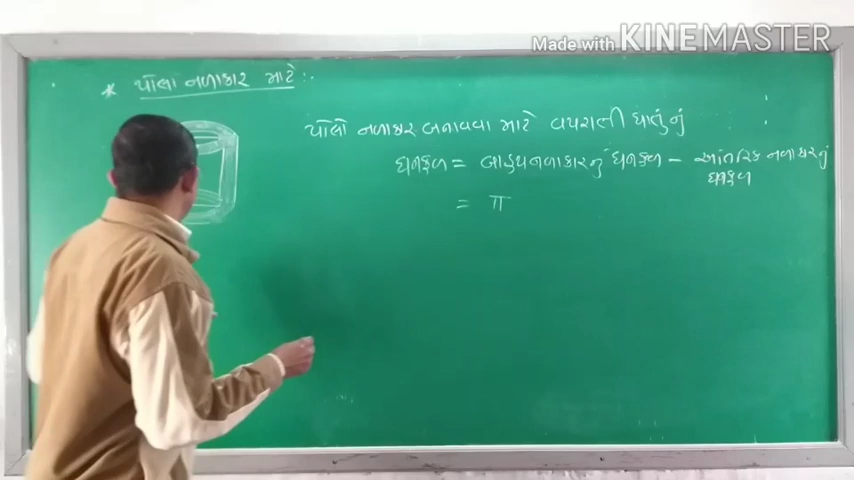 Made with KINEMASTER
* પોલા નળાકાર માટે :-
પોલો નળાકાર બનાવવા માટે વપરાતી ધાતુંનું
ઘનફળ = બાહ્યનળાકારનું ઘનફળ - આંતરિક નળાકારનું
ઘનફળ
= π